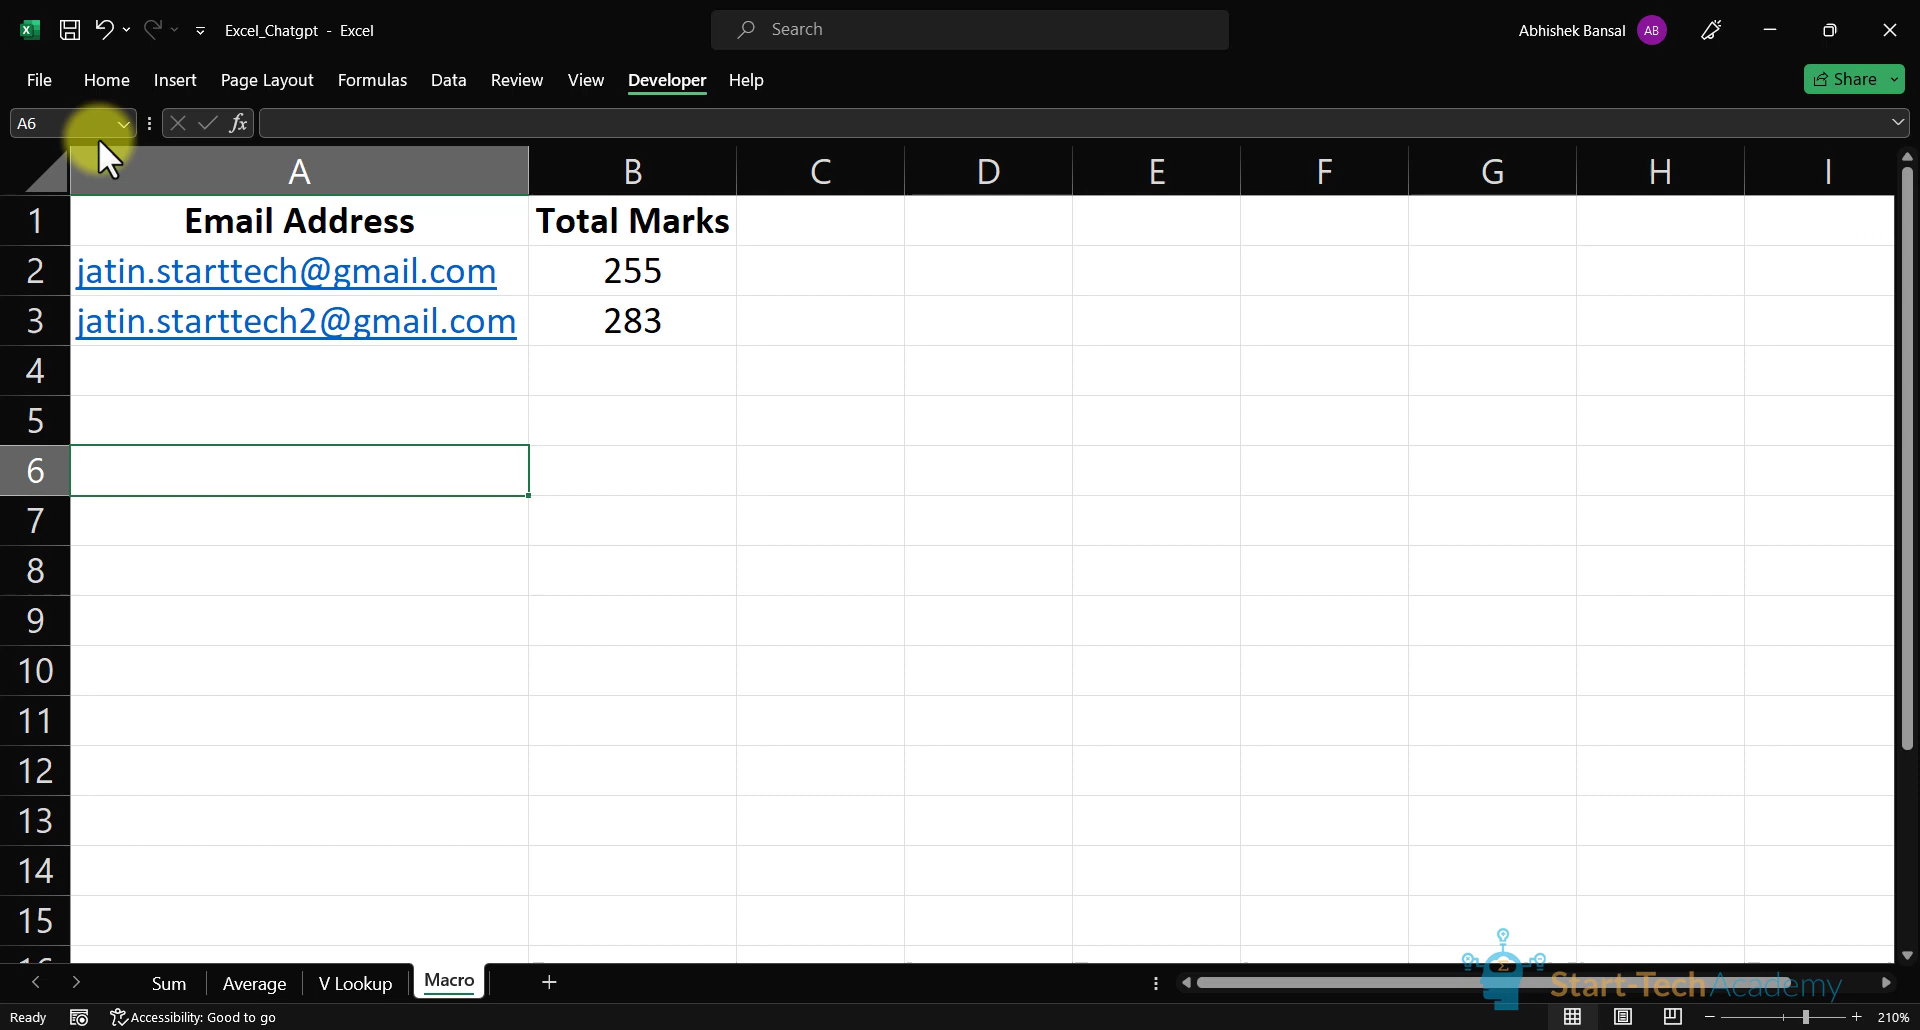 Excel_Chatgpt - Excel
Search
Abhishek Bansal AB
File Home Insert Page Layout Formulas Data Review View Developer Help
Share
A6 fx
A B C D E F G H I
1 Email Address Total Marks
2 jatin.starttech@gmail.com 255
3 jatin.starttech2@gmail.com 283
4
5
6
7
8
9
10
11
12
13
14
15
16
Sum Average V Lookup Macro
Start-Tech Academy
Ready Accessibility: Good to go 210%